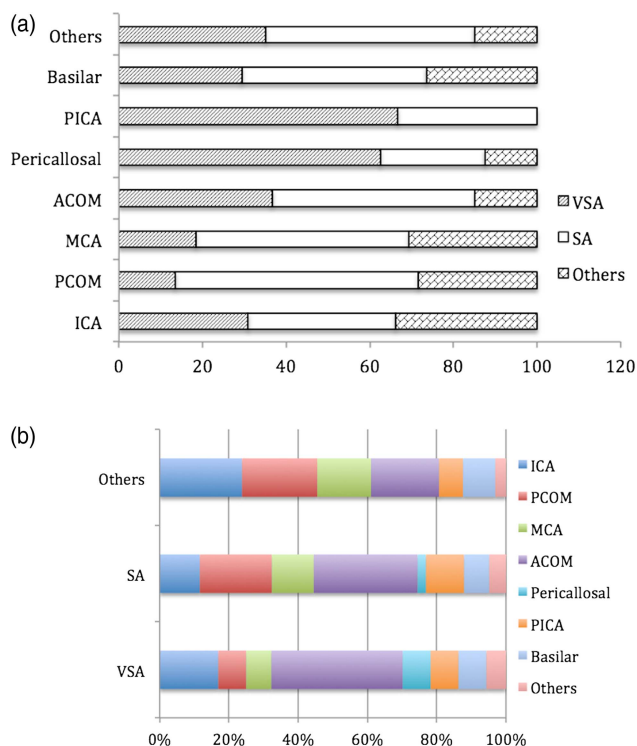 (a)
Others
Basilar
PICA
Pericallosal
ACOM
MCA
PCOM
ICA
0 20 40 60 80 100 120
VSA
SA
Others
(b)
Others
SA
VSA
0% 20% 40% 60% 80% 100%
ICA
PCOM
MCA
ACOM
Pericallosal
PICA
Basilar
Others